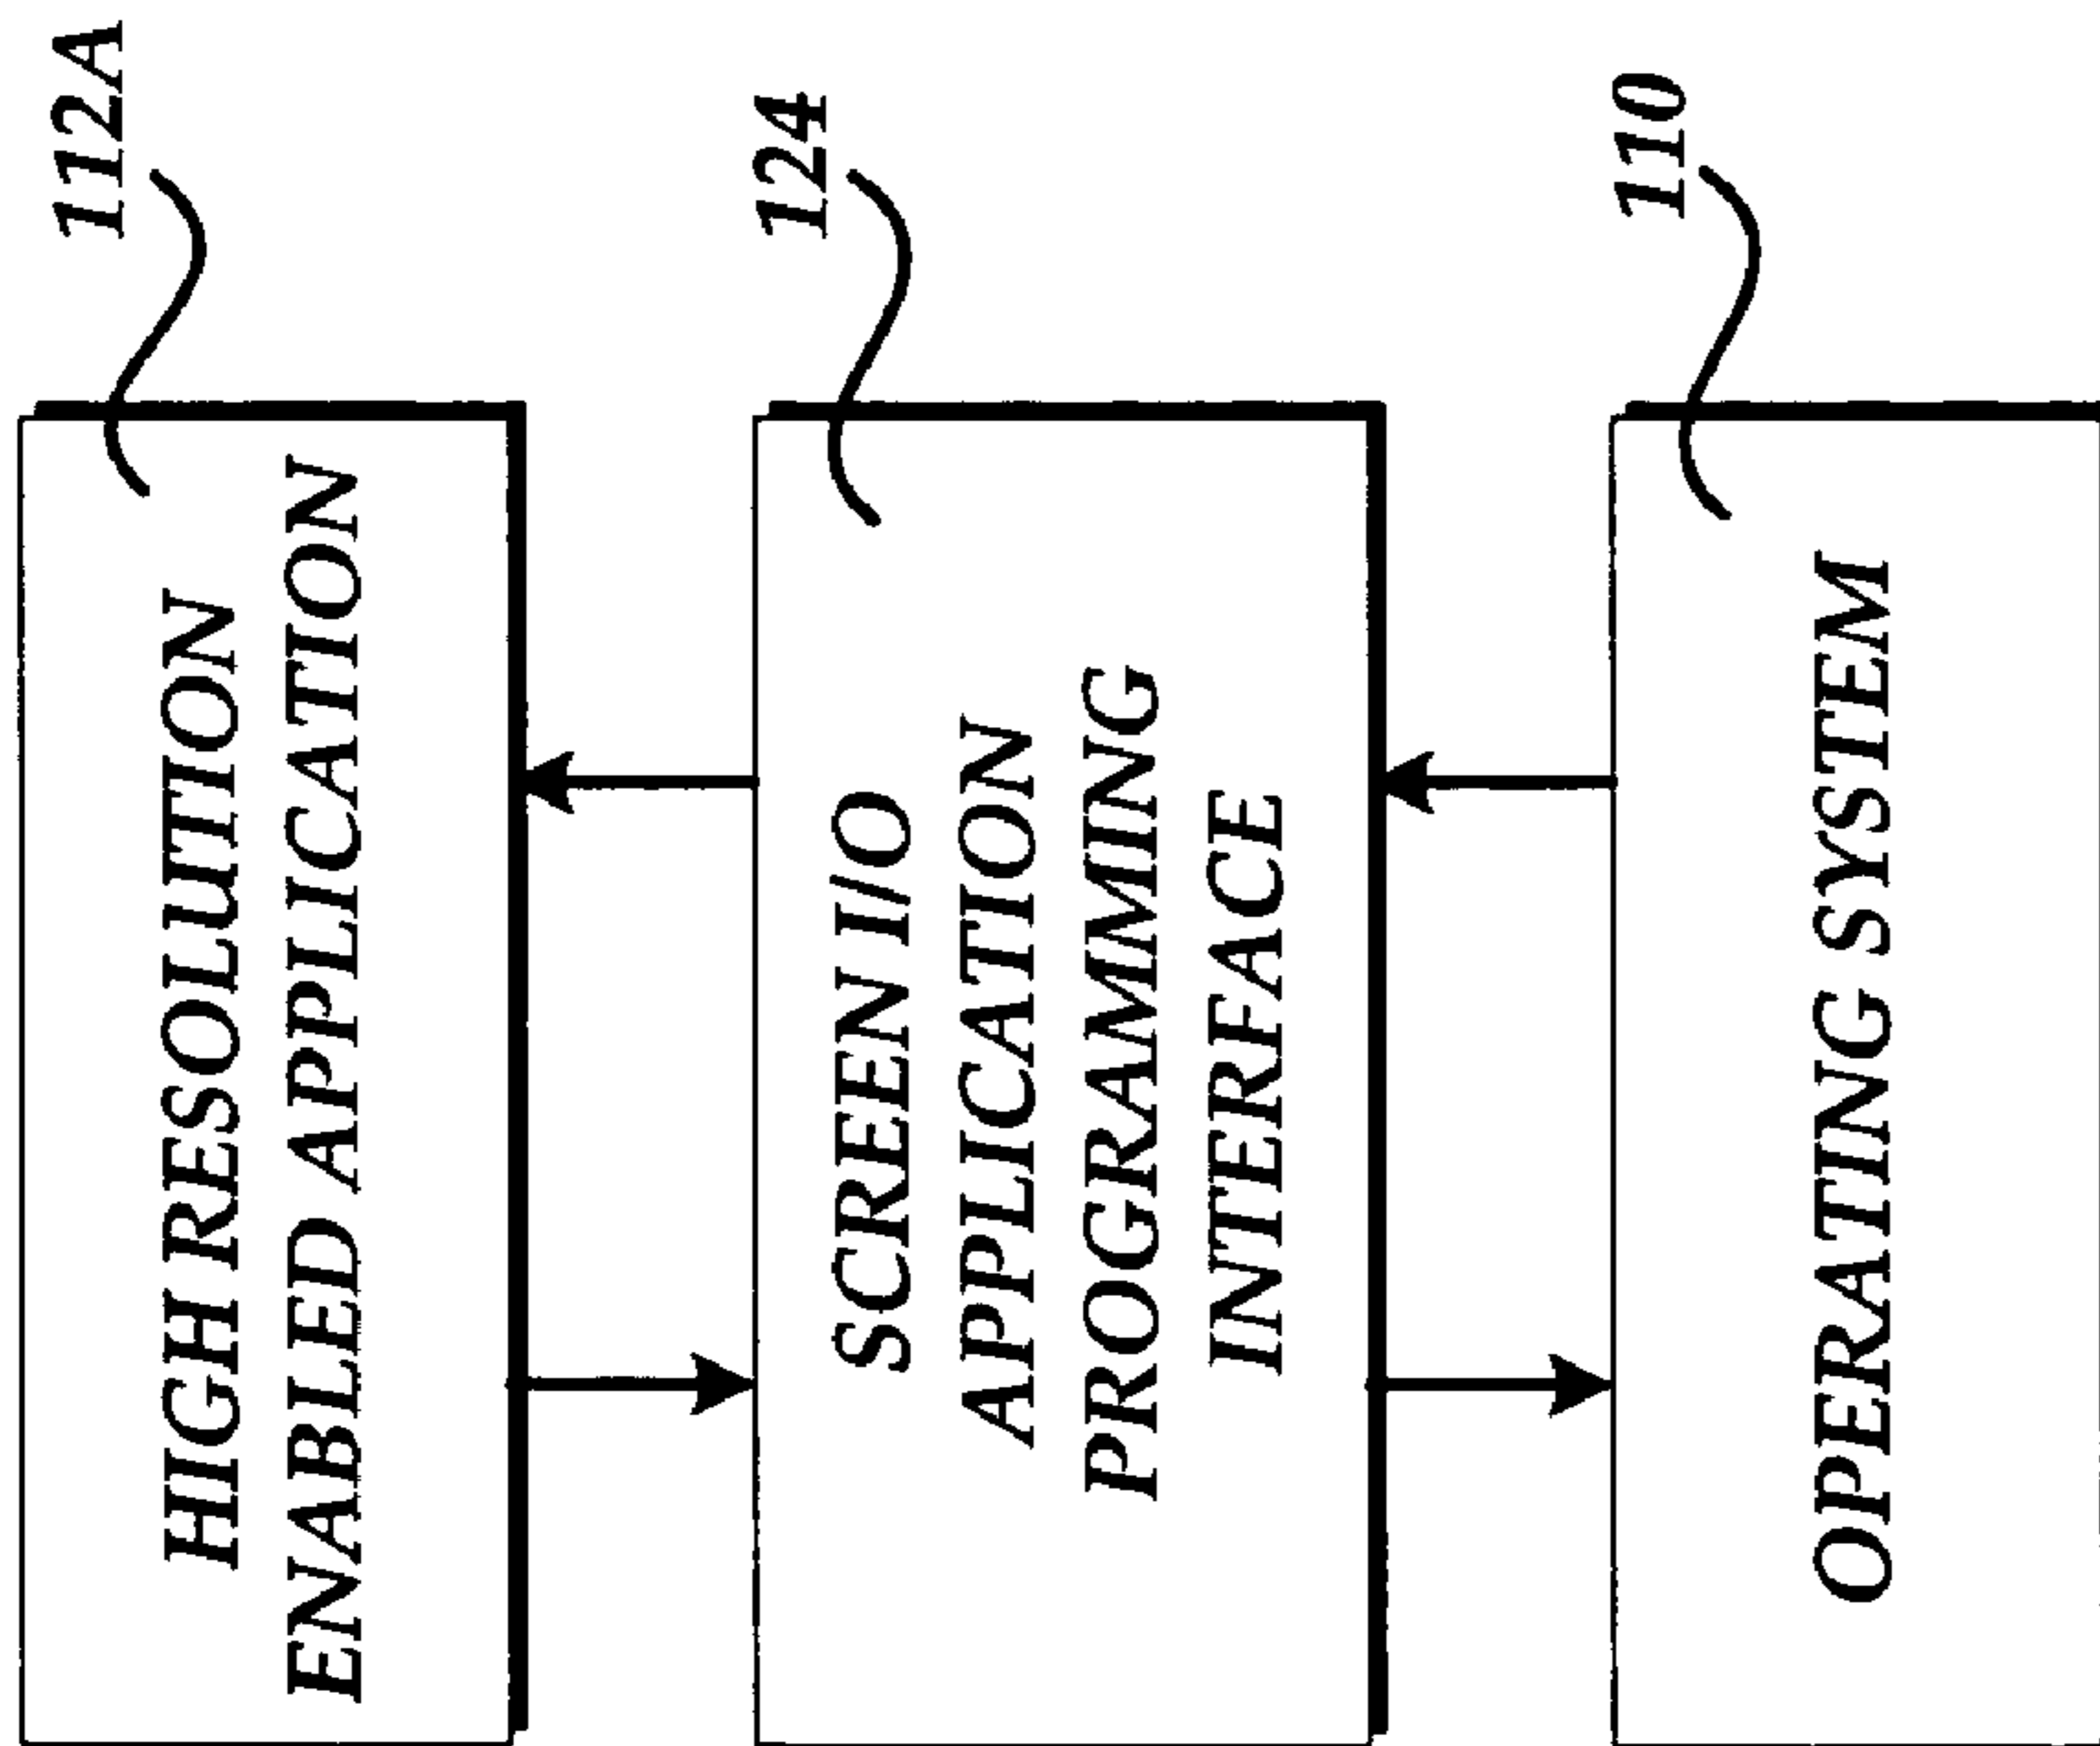 112A
HIGH RESOLUTION
ENABLED APPLICATION
124
SCREEN I/O
APPLICATION
PROGRAMMING
INTERFACE
110
OPERATING SYSTEM